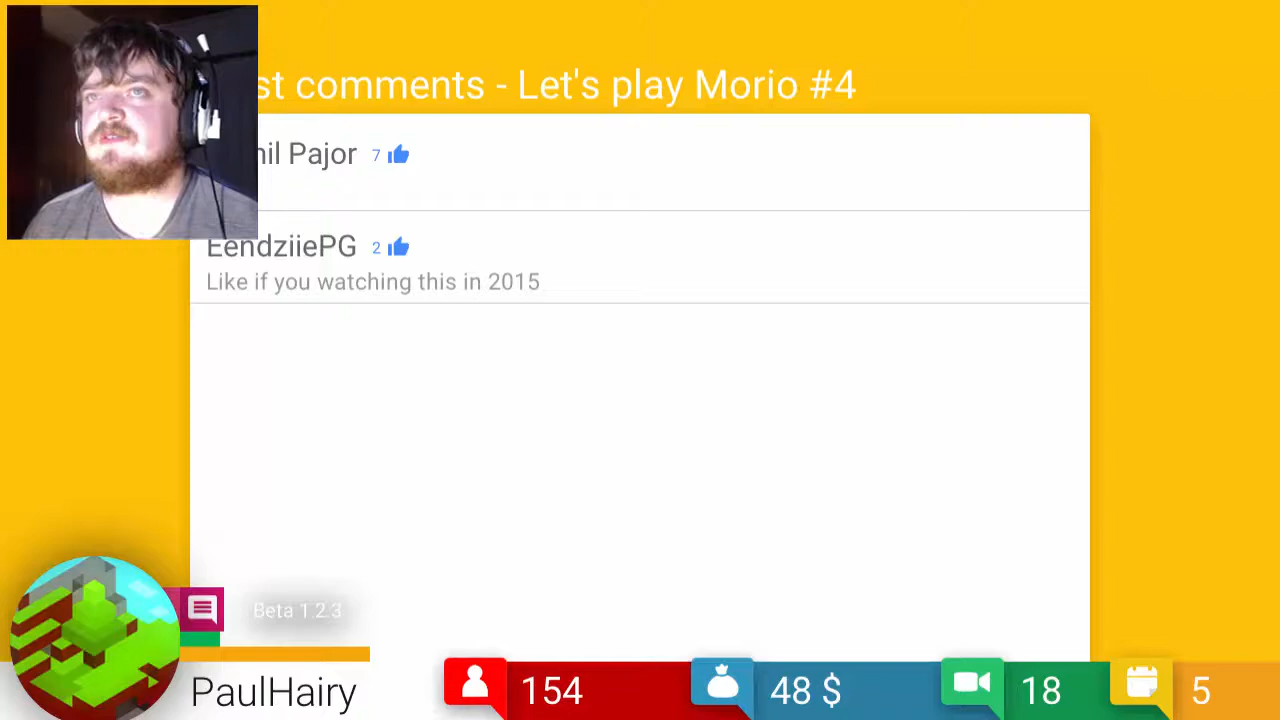 st comments - Let's play Morio #4
il Pajor 7
EendziiePG 2
Like if you watching this in 2015
Beta 1.2.3
PaulHairy
154
48 $
18
5